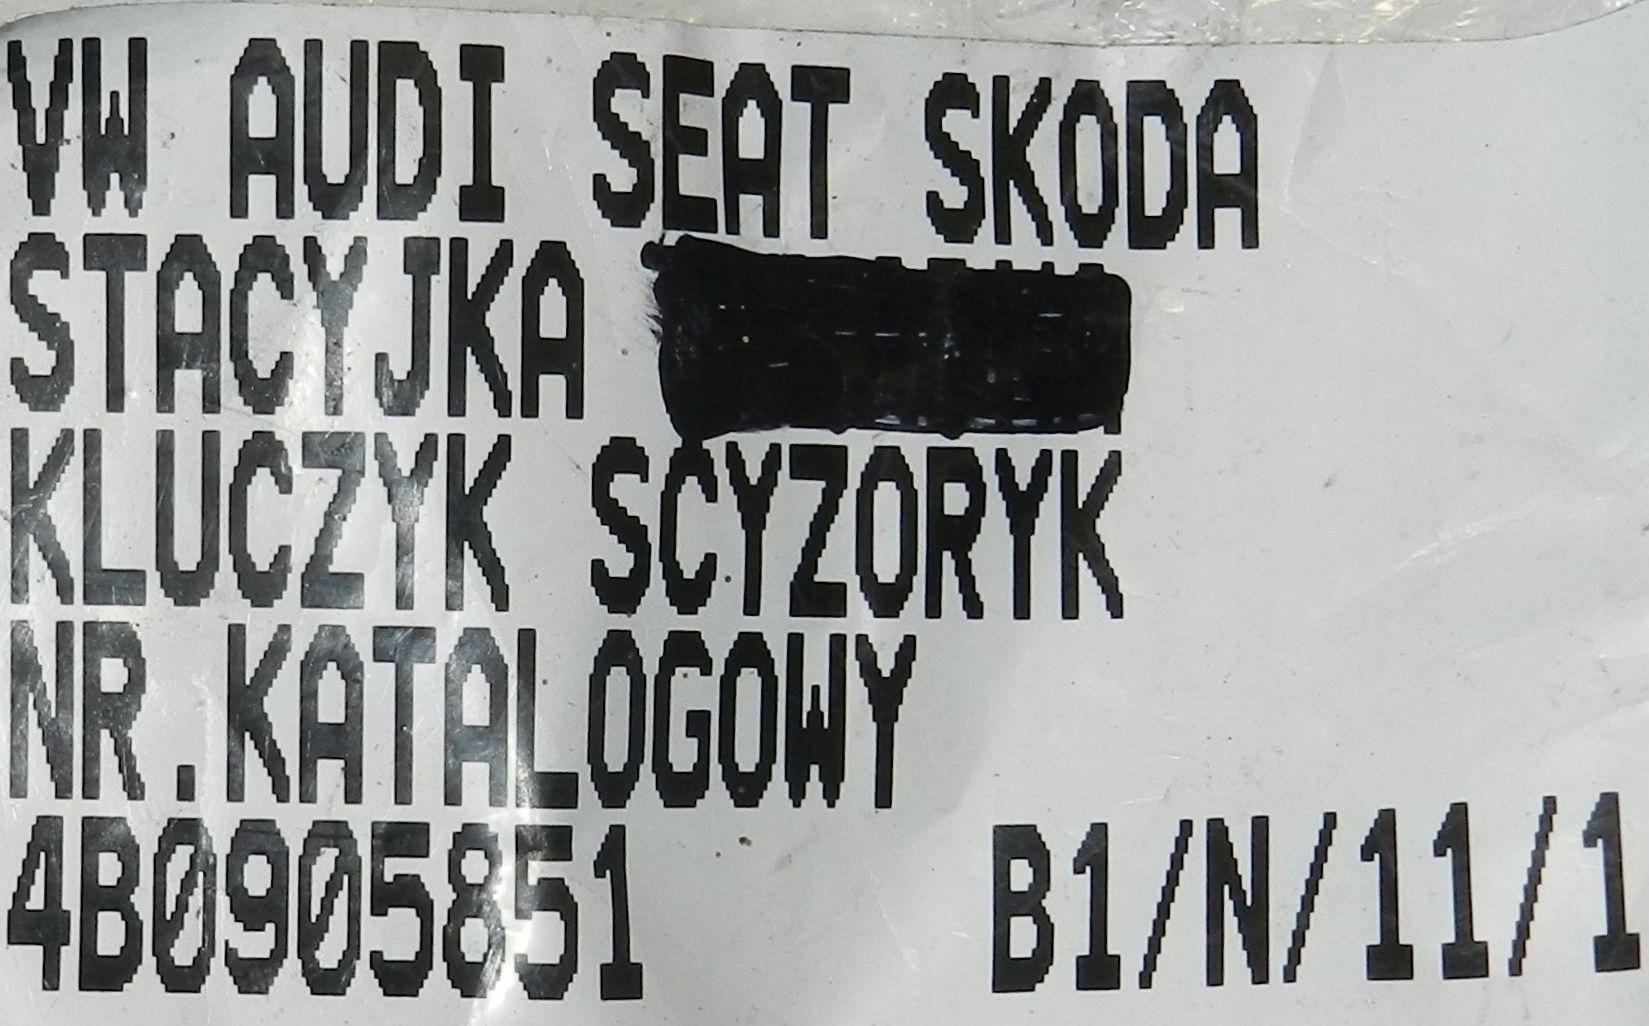 VW AUDI SEAT SKODA
STACYJKA
KLUCZYK SCYZORYK
NR.KATALOGOWY
4B0905851 B1/N/11/1